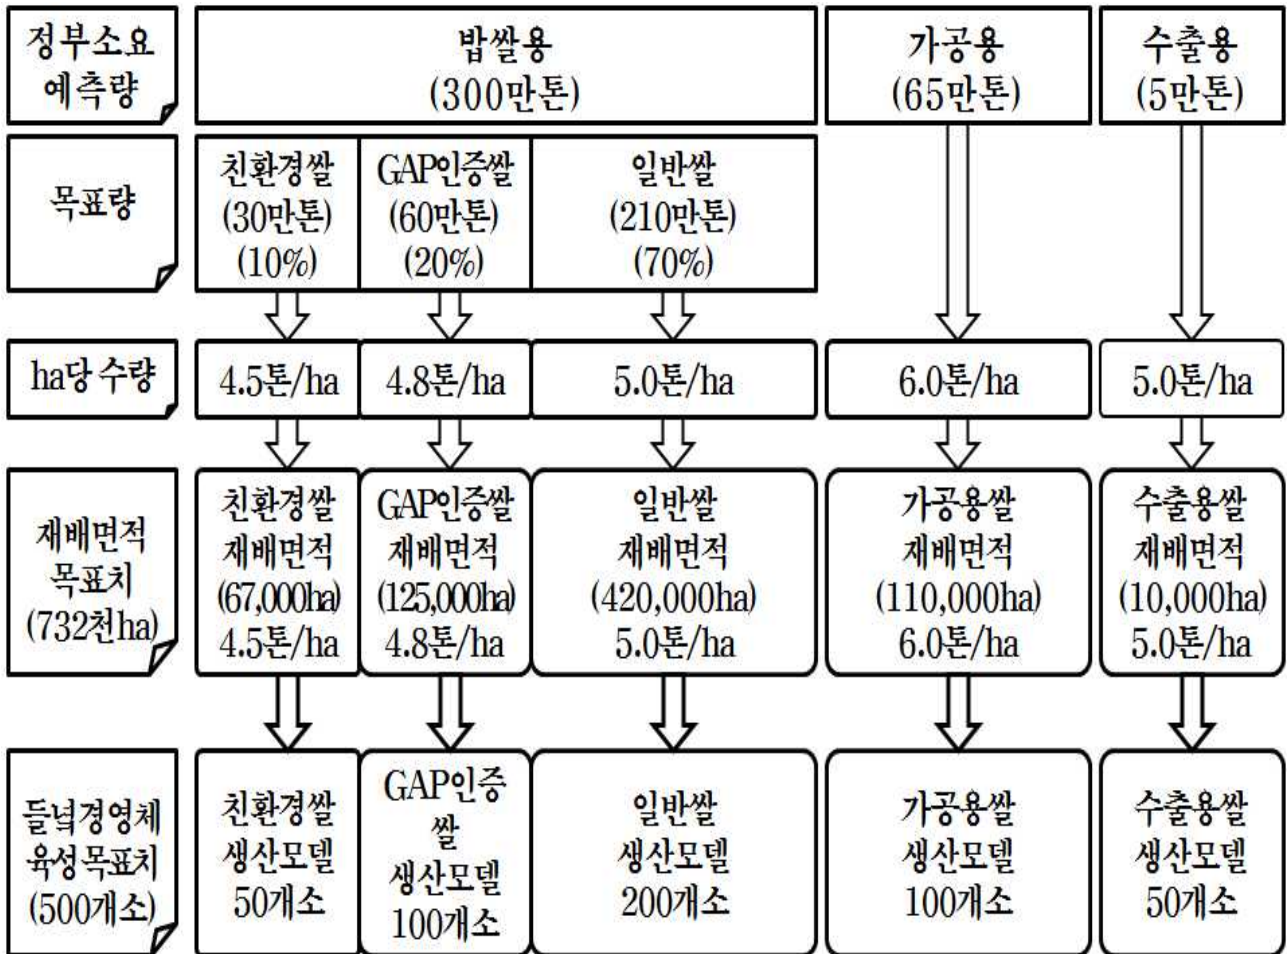 정부소요
예측량
밥쌀용
(300만톤)
가공용
(65만톤)
수출용
(5만톤)
목표량
친환경쌀
(30만톤)
(10%)
GAP인증쌀
(60만톤)
(20%)
일반쌀
(210만톤)
(70%)
ha당 수량
4.5톤/ha
4.8톤/ha
5.0톤/ha
6.0톤/ha
5.0톤/ha
재배면적
목표치
(732천ha)
친환경쌀
재배면적
(67,000ha)
4.5톤/ha
GAP인증쌀
재배면적
(125,000ha)
4.8톤/ha
일반쌀
재배면적
(420,000ha)
5.0톤/ha
가공용쌀
재배면적
(110,000ha)
6.0톤/ha
수출용쌀
재배면적
(10,000ha)
5.0톤/ha
들녘경영체
육성목표치
(500개소)
친환경쌀
생산모델
50개소
GAP인증
쌀
생산모델
100개소
일반쌀
생산모델
200개소
가공용쌀
생산모델
100개소
수출용쌀
생산모델
50개소